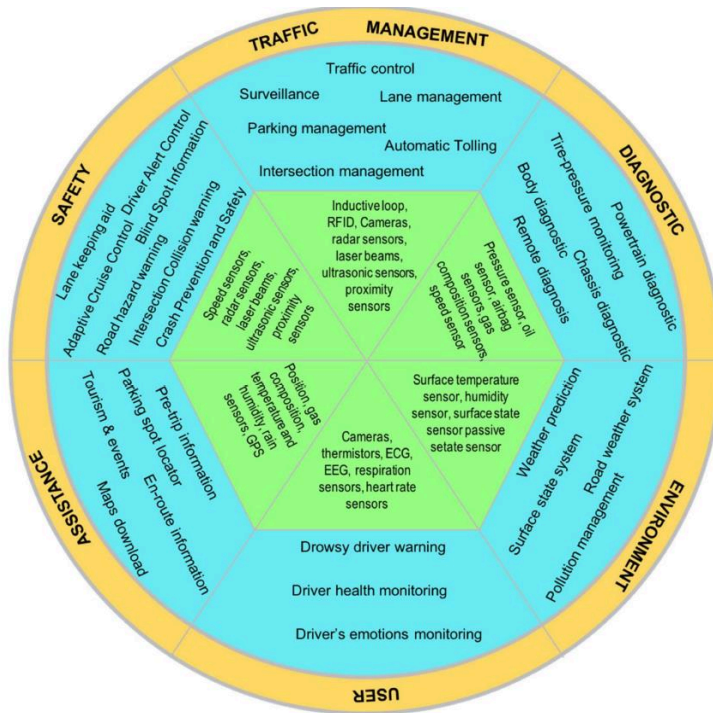 TRAFFIC MANAGEMENT
Traffic control
Surveillance
Lane management
Parking management
Automatic Tolling
Intersection management
Inductive loop,
RFID, Cameras,
radar sensors,
laser beams,
ultrasonic sensors,
proximity
sensors
DIAGNOSTIC
Powertrain diagnostic
Tire-pressure monitoring
Chassis diagnostic
Body diagnostic
Remote diagnosis
Pressure sensor, oil
sensor, airbag
sensors, gas
composition sensors,
speed sensor
ENVIRONMENT
Weather prediction
Road weather system
Surface state system
Pollution management
Surface temperature
sensor, humidity
sensor, surface state
sensor passive
setate sensor
USER
Cameras,
thermistors, ECG,
EEG, respiration
sensors, heart rate
sensors
Drowsy driver warning
Driver health monitoring
Driver's emotions monitoring
ASSISTANCE
Pre-trip information
Parking spot locator
Tourism & events
En-route information
Maps download
Position, gas
composition,
temperature and
humidity, rain
sensors, GPS
SAFETY
Lane keeping aid
Driver Alert Control
Adaptive Cruise Control
Blind Spot Information
Road hazard warning
Intersection Collision warning
Crash Prevention and Safety
Speed sensors,
radar sensors,
laser beams,
ultrasonic sensors,
proximity
sensors